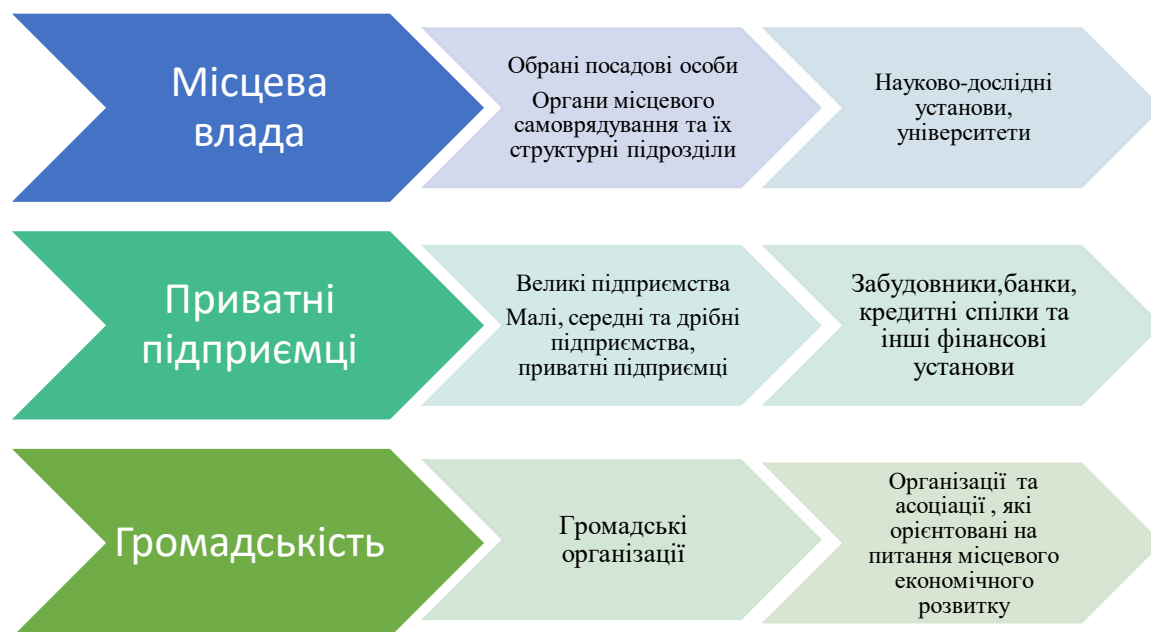 Місцева
влада
Обрані посадові особи
Органи місцевого
самоврядування та їх
структурні підрозділи
Науково-дослідні
установи,
університети
Приватні
підприємці
Великі підприємства
Малі, середні та дрібні
підприємства,
приватні підприємці
Забудовники,банки,
кредитні спілки та
інші фінансові
установи
Громадськість
Громадські
організації
Організації та
асоціації , які
орієнтовані на
питання місцевого
економічного
розвитку